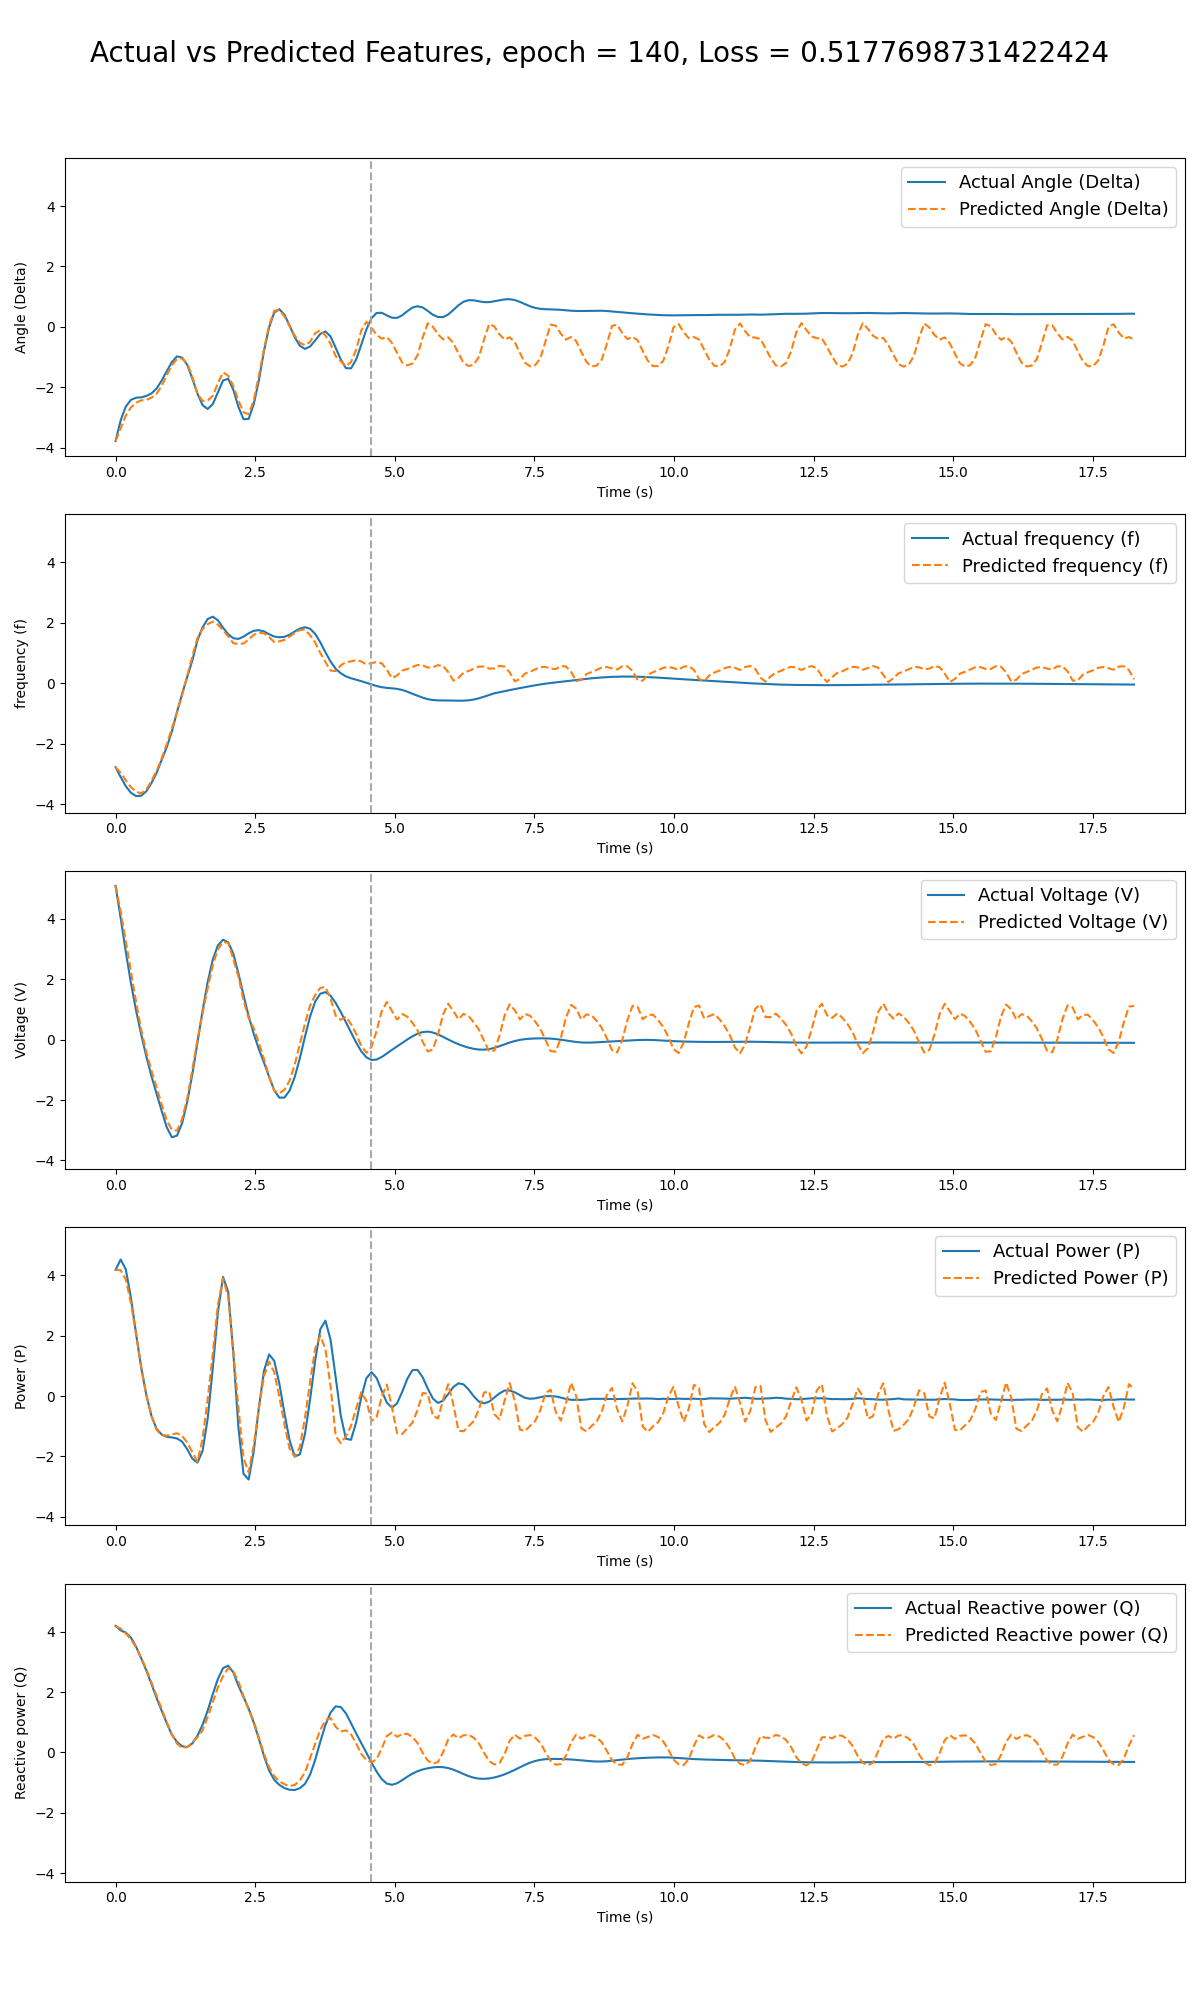 Actual vs Predicted Features, epoch = 140, Loss = 0.5177698731422424
Actual Angle (Delta)
Predicted Angle (Delta)
Angle (Delta)
4
2
0
−2
−4
0.0 2.5 5.0 7.5 10.0 12.5 15.0 17.5
Time (s)
Actual frequency (f)
Predicted frequency (f)
frequency (f)
4
2
0
−2
−4
0.0 2.5 5.0 7.5 10.0 12.5 15.0 17.5
Time (s)
Actual Voltage (V)
Predicted Voltage (V)
Voltage (V)
4
2
0
−2
−4
0.0 2.5 5.0 7.5 10.0 12.5 15.0 17.5
Time (s)
Actual Power (P)
Predicted Power (P)
Power (P)
4
2
0
−2
−4
0.0 2.5 5.0 7.5 10.0 12.5 15.0 17.5
Time (s)
Actual Reactive power (Q)
Predicted Reactive power (Q)
Reactive power (Q)
4
2
0
−2
−4
0.0 2.5 5.0 7.5 10.0 12.5 15.0 17.5
Time (s)